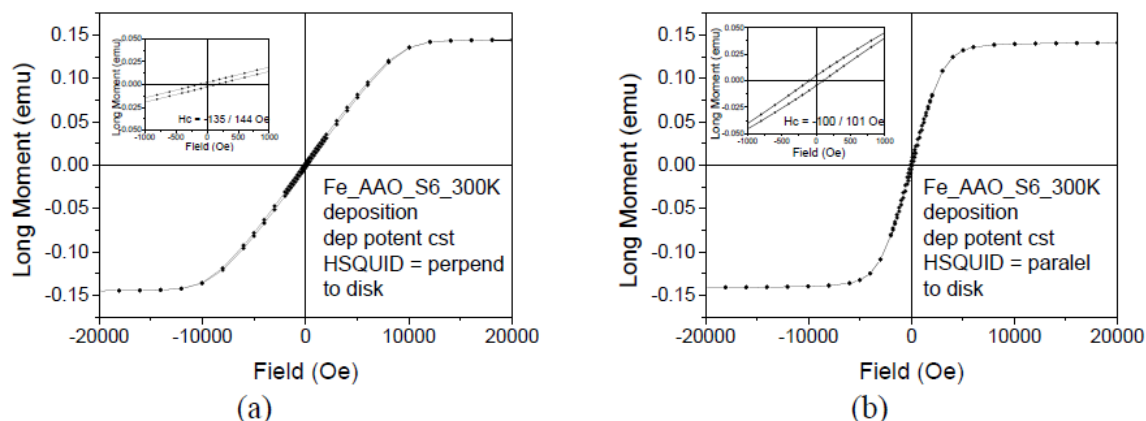 0.15
0.10
0.05
0.00
-0.05
-0.10
-0.15
Long Moment (emu)
-20000 -10000 0 10000 20000
Field (Oe)
0.050
0.025
0.000
0.025
0.050
Long Moment (emu)
Hc = -135 / 144 Oe
-1000 -500 0 500 1000
Field (Oe)
Fe_AAO_S6_300K
deposition
dep potent cst
HSQUID = perpend
to disk
(a)
0.15
0.10
0.05
0.00
-0.05
-0.10
-0.15
Long Moment (emu)
-20000 -10000 0 10000 20000
Field (Oe)
0.050
0.025
0.000
-0.025
-0.050
Long Moment (emu)
Hc = -100 / 101 Oe
-1000 -500 0 500 1000
Field (Oe)
Fe_AAO_S6_300K
deposition
dep potent cst
HSQUID = paralel
to disk
(b)